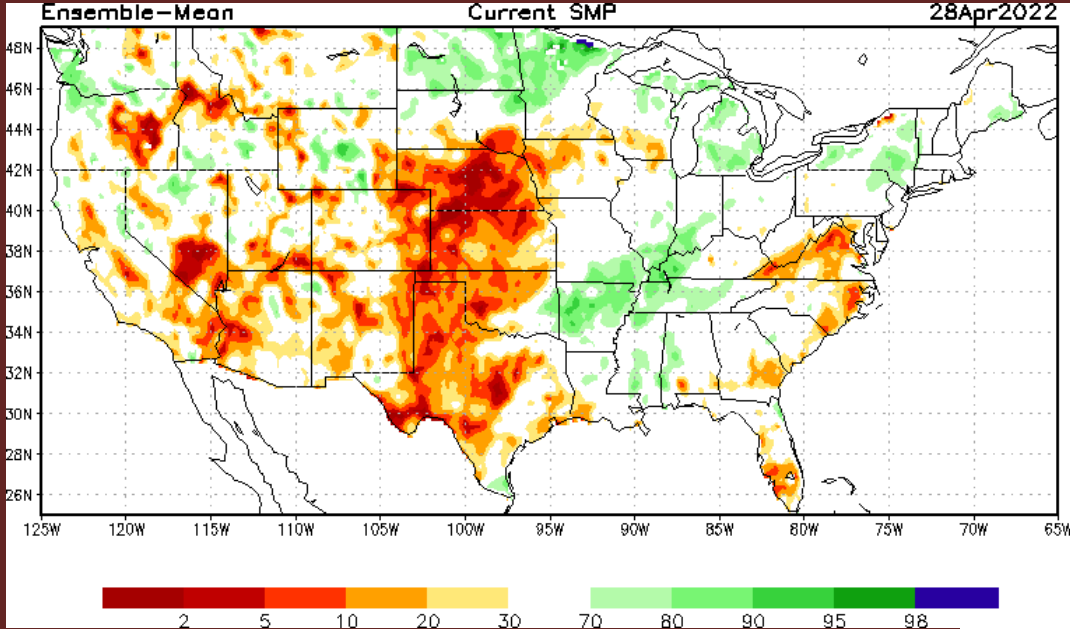 Ensemble-Mean Current SMP 28Apr2022
48N
46N
44N
42N
40N
38N
36N
34N
32N
30N
28N
26N
125W 120W 115W 110W 105W 100W 95W 90W 85W 80W 75W 70W 65W
2 5 10 20 30 70 80 90 95 98